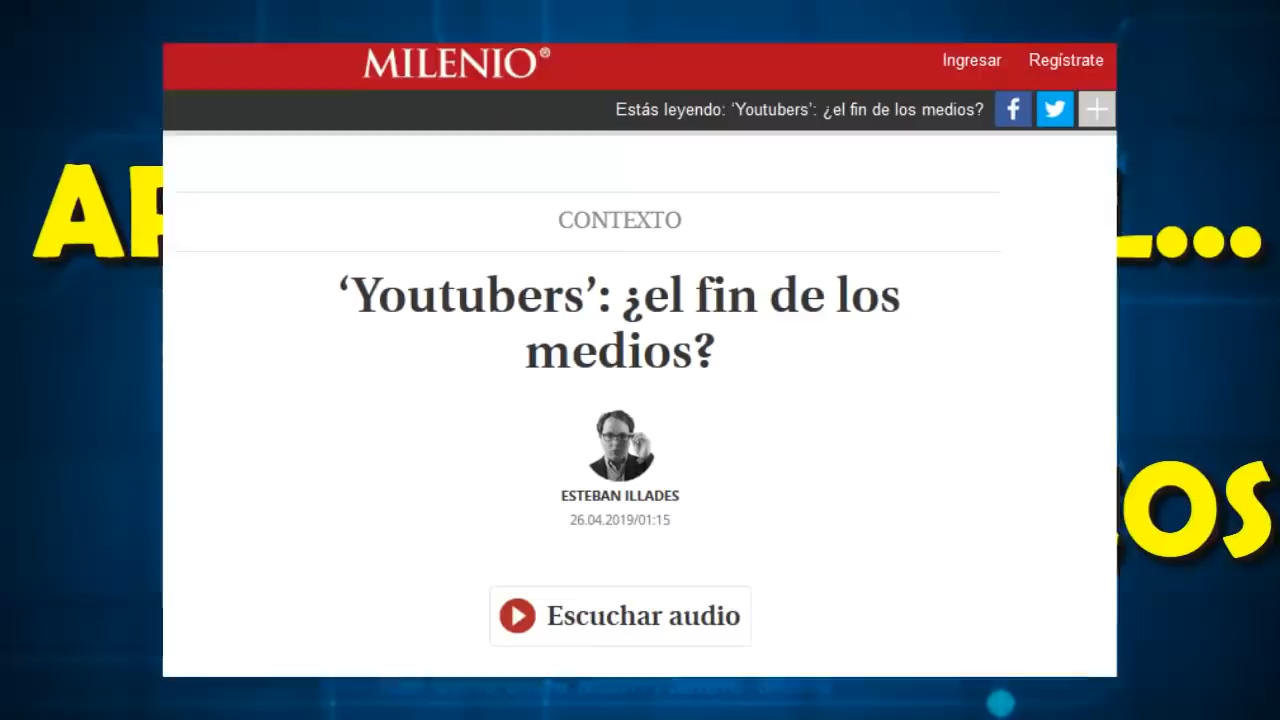 MILENIO®
Ingresar Regístrate
Estás leyendo: ‘Youtubers’: ¿el fin de los medios?
CONTEXTO
‘Youtubers’: ¿el fin de los
medios?
ESTEBAN ILLADES
26.04.2019/01:15
Escuchar audio